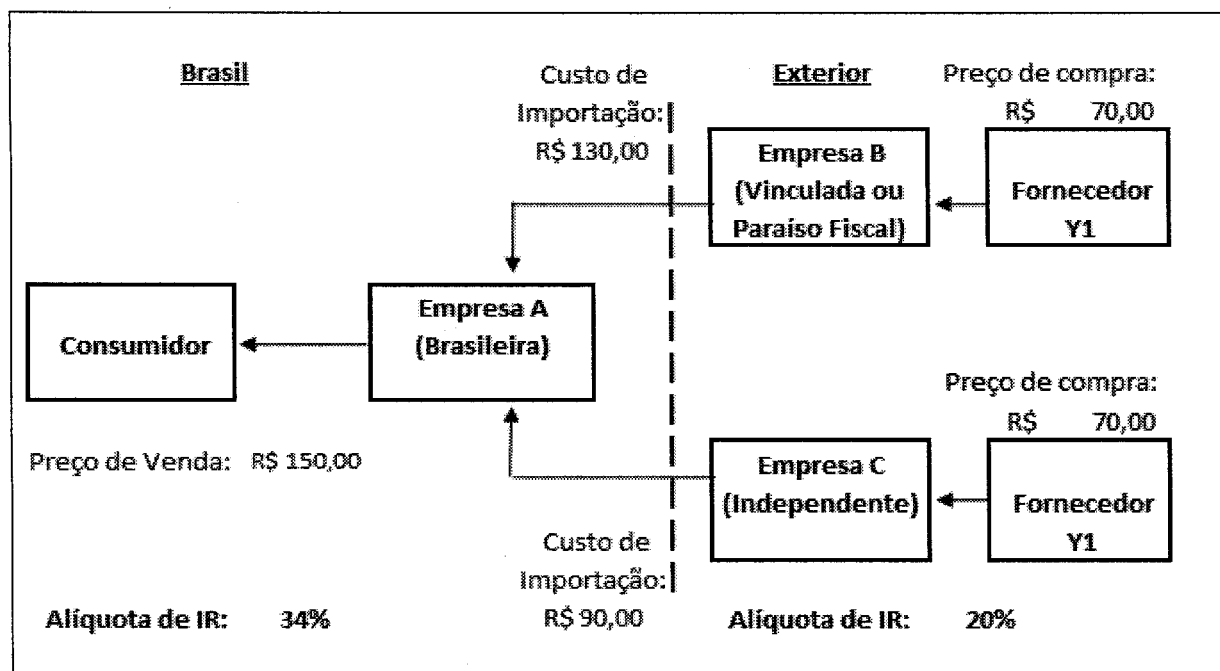 Brasil
Custo de
Importação:
R$ 130,00
Exterior
Preço de compra:
R$ 70,00
Empresa B
(Vinculada ou
Paraíso Fiscal)
Fornecedor
Y1
Consumidor
Empresa A
(Brasileira)
Preço de Venda: R$ 150,00
Preço de compra:
R$ 70,00
Empresa C
(Independente)
Fornecedor
Y1
Custo de
Importação:
R$ 90,00
Alíquota de IR: 34%
Alíquota de IR: 20%